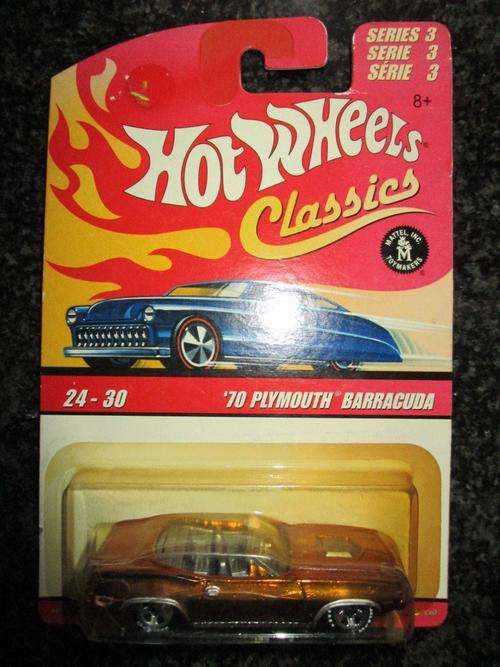 SERIES 3
SERIE 3
SÉRIE 3
8+
Hot Wheels®
Classics
MATTEL, INC.
M
TOYMAKERS
®
24 - 30
'70 PLYMOUTH® BARRACUDA